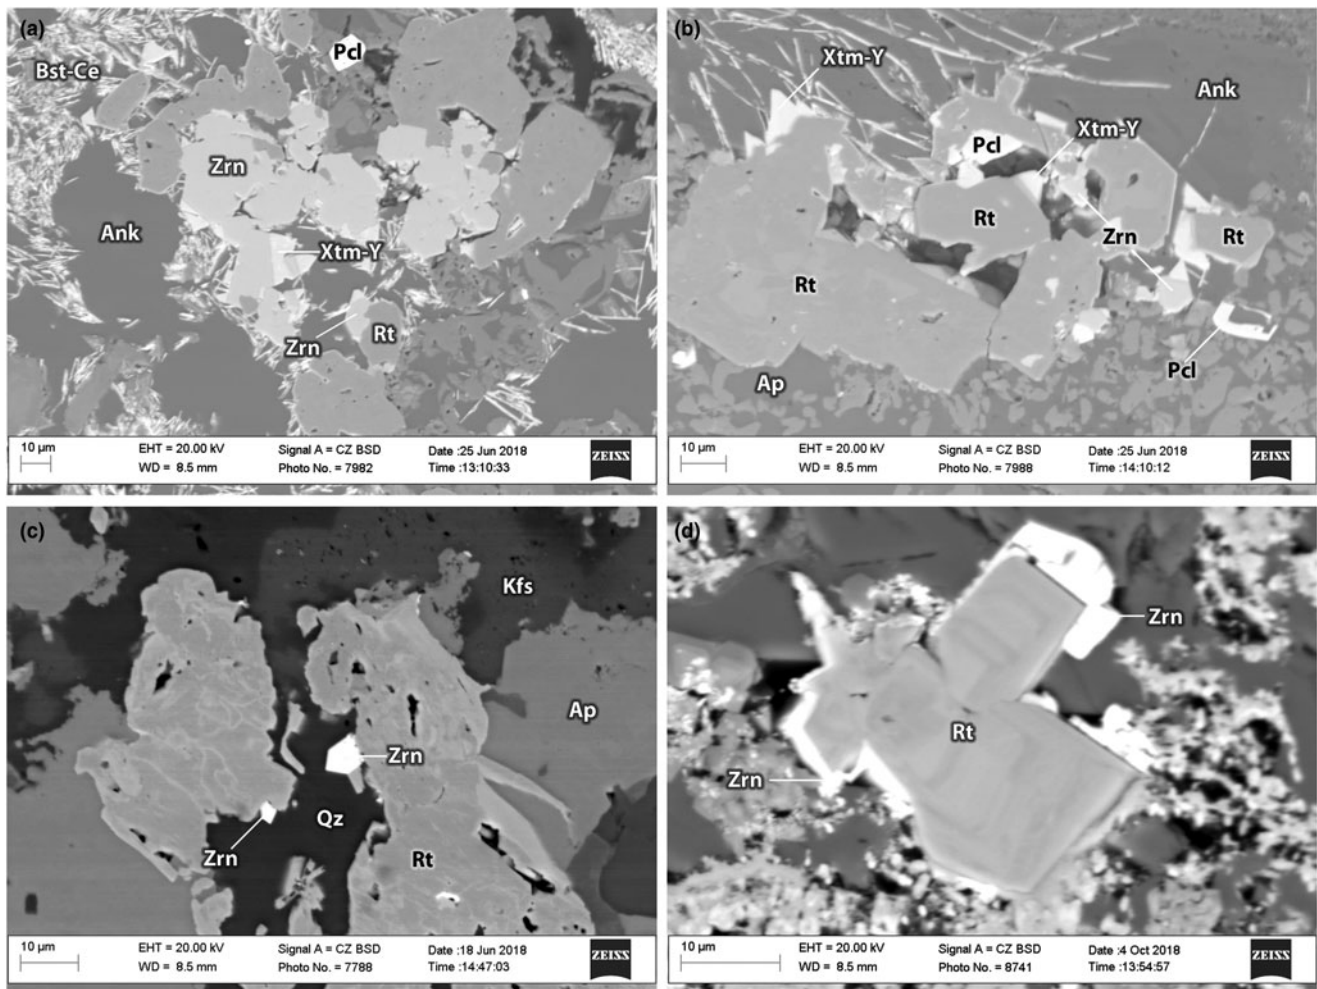 (a)
Pcl
Bst-Ce
Zrn
Ank
Xtm-Y
Zrn
Rt
10 µm
EHT = 20.00 kV
WD = 8.5 mm
Signal A = CZ BSD
Photo No. = 7982
Date :25 Jun 2018
Time :13:10:33
ZEISS
(b)
Xtm-Y
Ank
Xtm-Y
Pcl
Rt
Zrn
Rt
Rt
Pcl
Ap
10 µm
EHT = 20.00 kV
WD = 8.5 mm
Signal A = CZ BSD
Photo No. = 7988
Date :25 Jun 2018
Time :14:10:12
ZEISS
(c)
Kfs
Ap
Zrn
Qz
Zrn
Rt
10 µm
EHT = 20.00 kV
WD = 8.5 mm
Signal A = CZ BSD
Photo No. = 7788
Date :18 Jun 2018
Time :14:47:03
ZEISS
(d)
Zrn
Rt
Zrn
10 µm
EHT = 20.00 kV
WD = 8.5 mm
Signal A = CZ BSD
Photo No. = 8741
Date :4 Oct 2018
Time :13:54:57
ZEISS